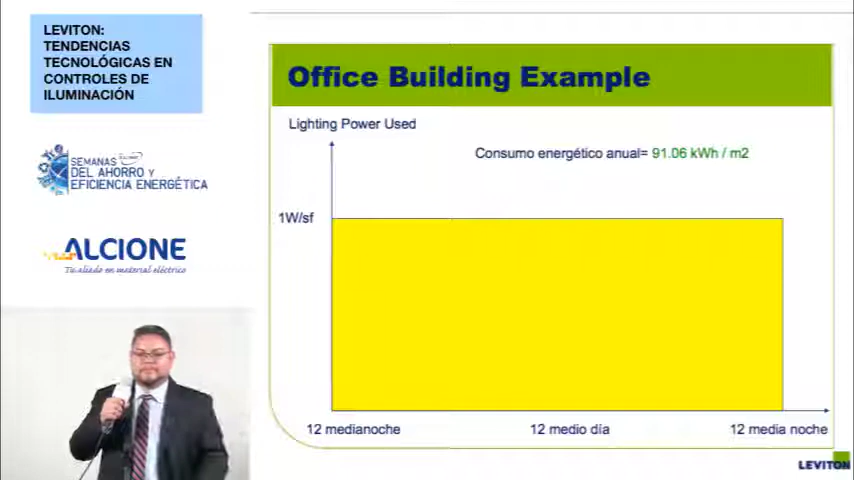 LEVITON:
TENDENCIAS
TECNOLÓGICAS EN
CONTROLES DE
ILUMINACIÓN
SEMANAS
DEL AHORRO Y
EFICIENCIA ENERGÉTICA
ALCIONE
Tu aliado en material eléctrico
Office Building Example
Lighting Power Used
Consumo energético anual= 91.06 kWh / m2
1W/sf
12 medianoche
12 medio día
12 media noche
LEVITON